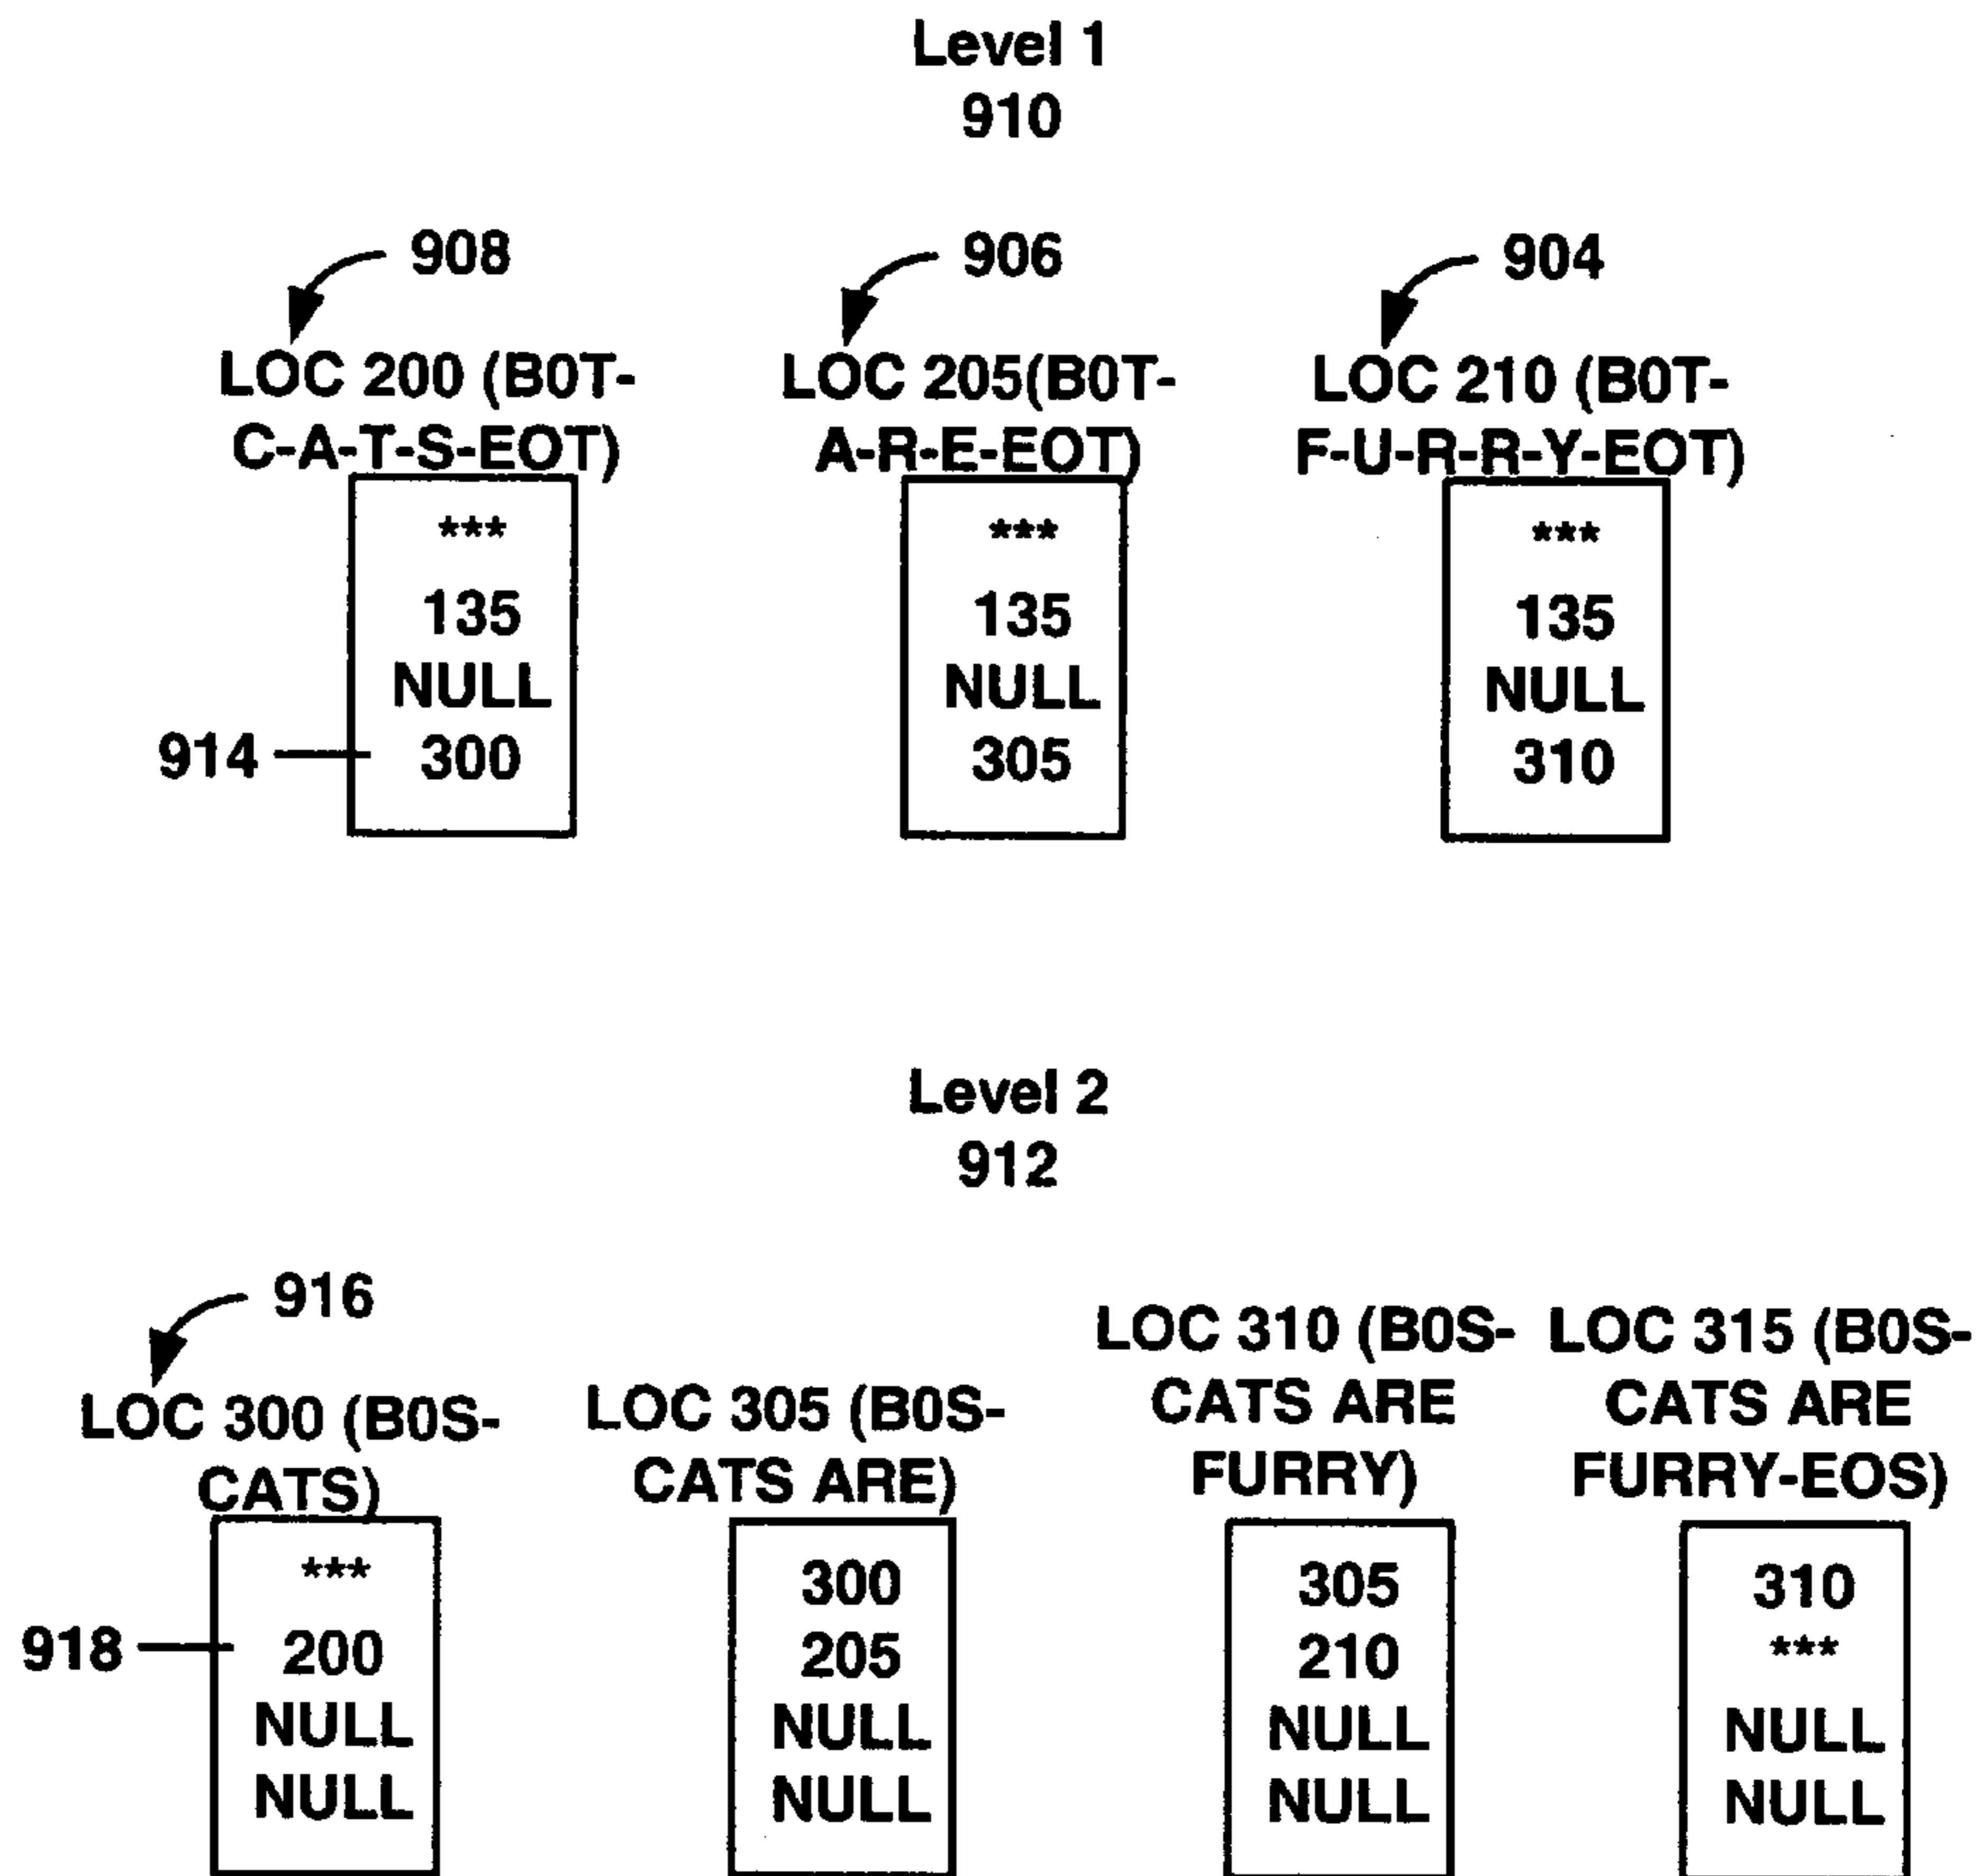 Level 1
910
908
906
904
LOC 200 (B0T-
C-A-T-S-EOT)
LOC 205(B0T-
A-R-E-EOT)
LOC 210 (B0T-
F-U-R-R-Y-EOT)
***
135
NULL
300
914
***
135
NULL
305
***
135
NULL
310
Level 2
912
916
LOC 300 (B0S-
CATS)
LOC 305 (B0S-
CATS ARE)
LOC 310 (B0S-
CATS ARE
FURRY)
LOC 315 (B0S-
CATS ARE
FURRY-EOS)
***
918
200
NULL
NULL
300
205
NULL
NULL
305
210
NULL
NULL
310
***
NULL
NULL